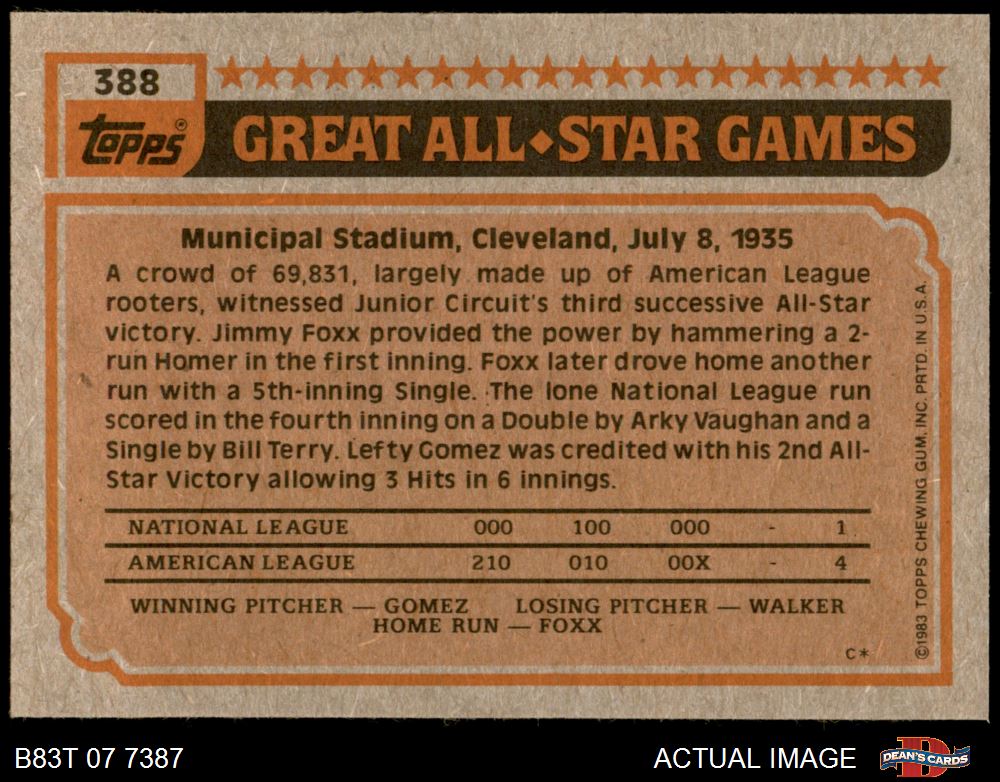 388
Topps®
GREAT ALL◆STAR GAMES
Municipal Stadium, Cleveland, July 8, 1935
A crowd of 69,831, largely made up of American League
rooters, witnessed Junior Circuit's third successive All-Star
victory. Jimmy Foxx provided the power by hammering a 2-
run Homer in the first inning. Foxx later drove home another
run with a 5th-inning Single. The lone National League run
scored in the fourth inning on a Double by Arky Vaughan and a
Single by Bill Terry. Lefty Gomez was credited with his 2nd All-
Star Victory allowing 3 Hits in 6 innings.
NATIONAL LEAGUE 000 100 000 - 1
AMERICAN LEAGUE 210 010 00X - 4
WINNING PITCHER — GOMEZ LOSING PITCHER — WALKER
HOME RUN — FOXX
C*
©1983 TOPPS CHEWING GUM, INC. PRTD. IN U.S.A.
B83T 07 7387
ACTUAL IMAGE
DEAN'S CARDS